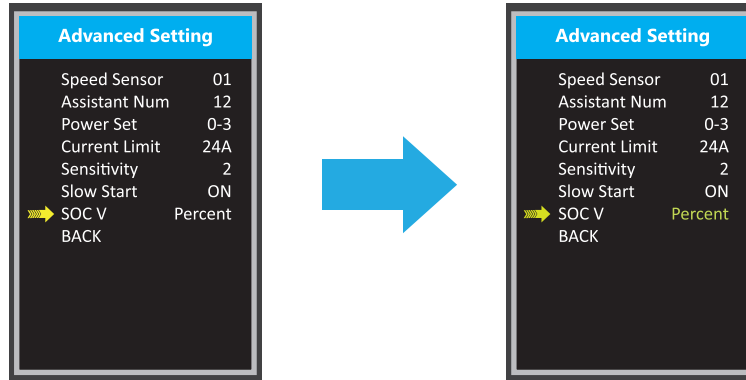 Advanced Setting
Speed Sensor 01
Assistant Num 12
Power Set 0-3
Current Limit 24A
Sensitivity 2
Slow Start ON
SOC V Percent
BACK
Advanced Setting
Speed Sensor 01
Assistant Num 12
Power Set 0-3
Current Limit 24A
Sensitivity 2
Slow Start ON
SOC V Percent
BACK